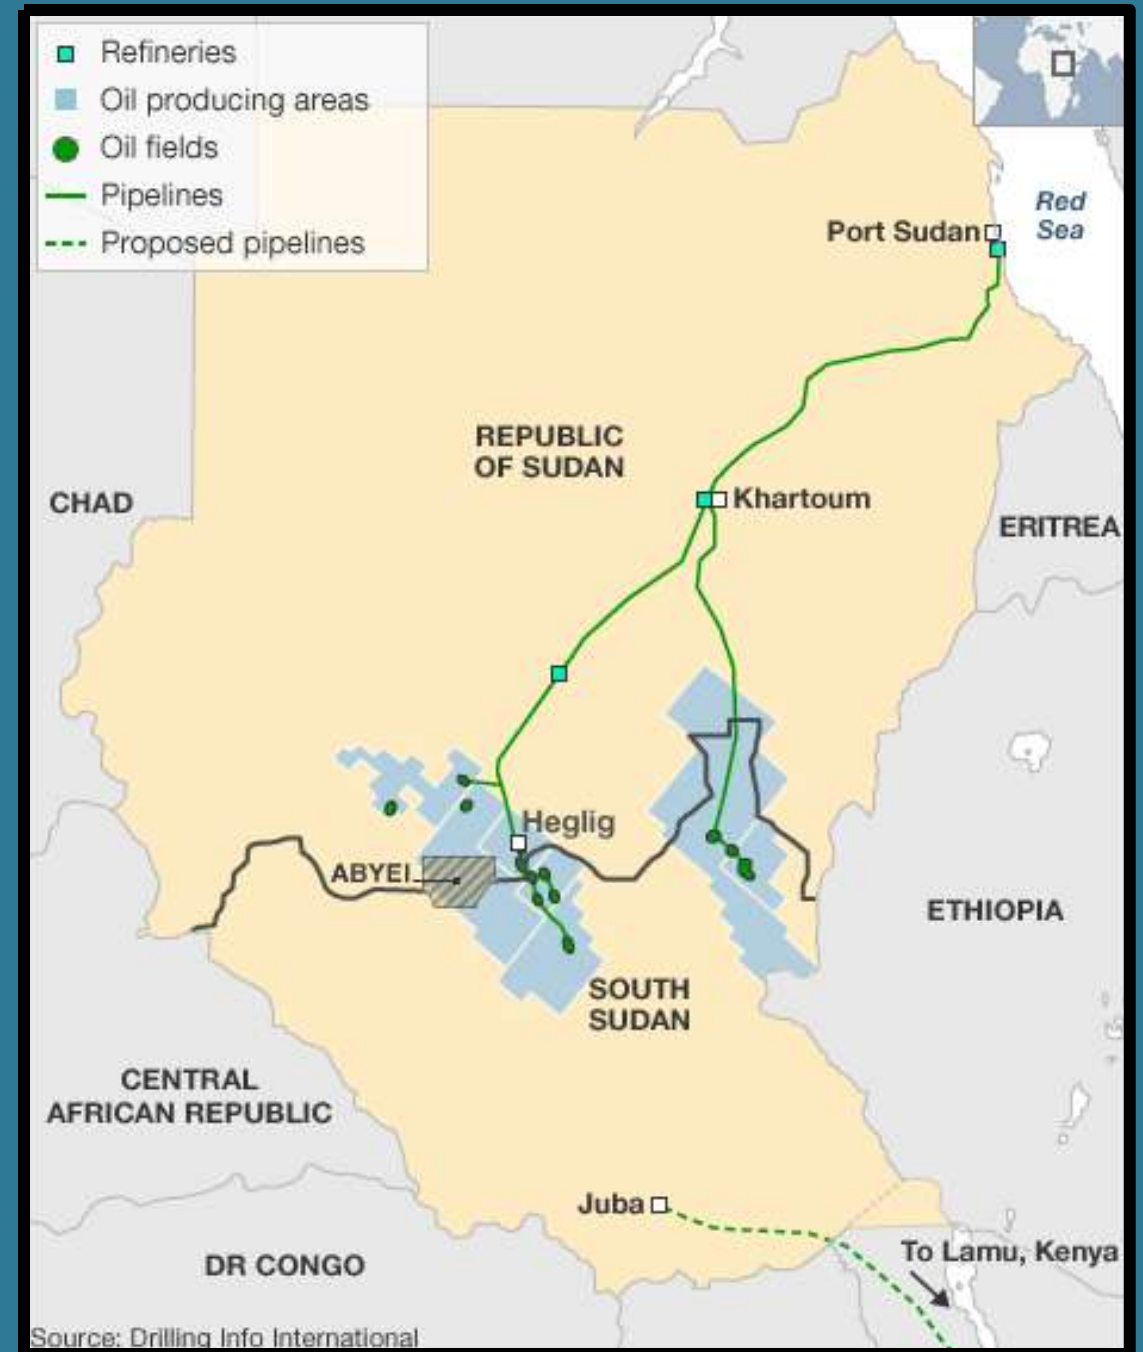 Refineries
Oil producing areas
Oil fields
Pipelines
Proposed pipelines
Red
Sea
Port Sudan
REPUBLIC
OF SUDAN
CHAD
Khartoum
ERITREA
Heglig
ABYEI
ETHIOPIA
SOUTH
SUDAN
CENTRAL
AFRICAN REPUBLIC
Juba
To Lamu, Kenya
DR CONGO
Source: Drilling Info International